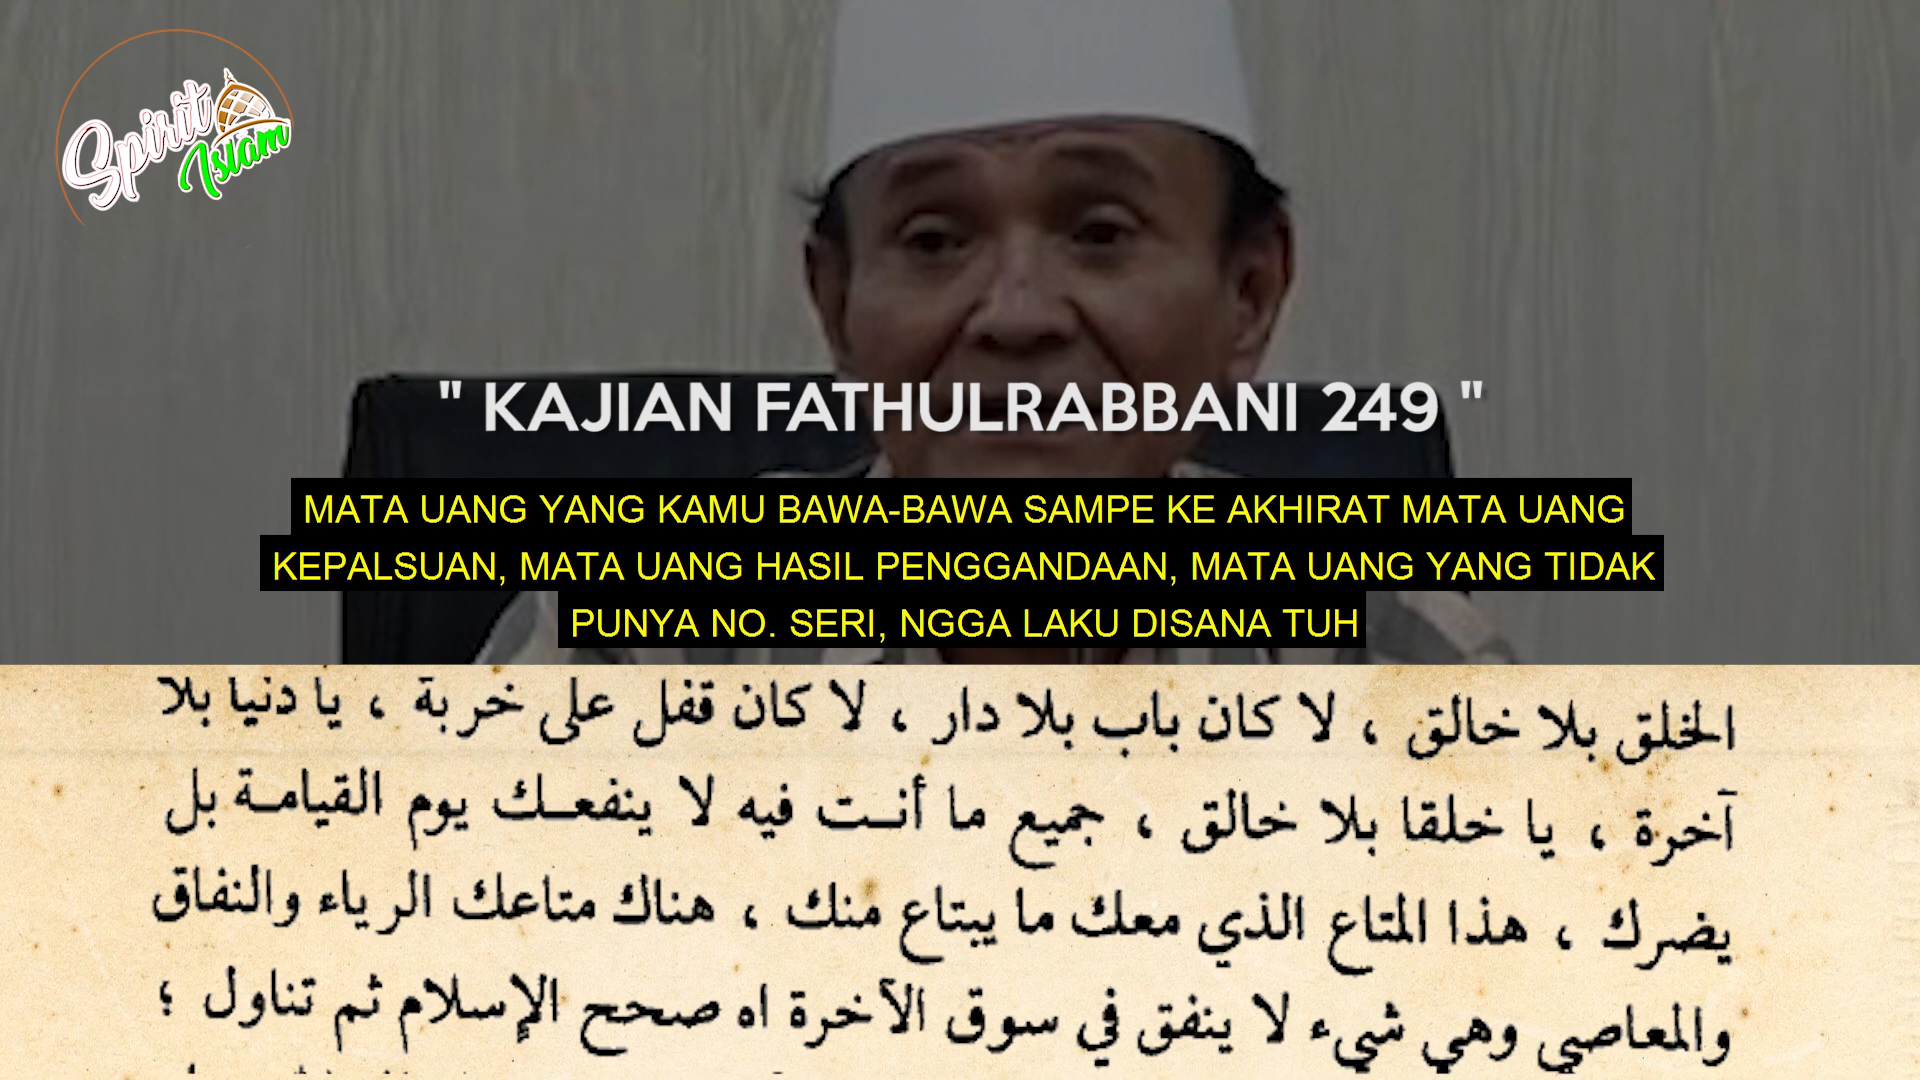 Spirit
Islam
" KAJIAN FATHULRABBANI 249 "
MATA UANG YANG KAMU BAWA-BAWA SAMPE KE AKHIRAT MATA UANG
KEPALSUAN, MATA UANG HASIL PENGGANDAAN, MATA UANG YANG TIDAK
PUNYA NO. SERI, NGGA LAKU DISANA TUH
الخلق بلا خالق ، لا كان باب بلا دار ، لا كان قفل على خربة ، يا دنيا بلا
آخرة ، يا خلقا بلا خالق ، جميع ما أنـت فيه لا ينفعـك يوم القيامـة بل
يضرك ، هذا المتاع الذي معك ما يبتاع منك ، هناك متاعك الرياء والنفاق
والمعاصي وهي شيء لا ينفق في سوق الآخرة اه صحح الإسلام ثم تناول ؛